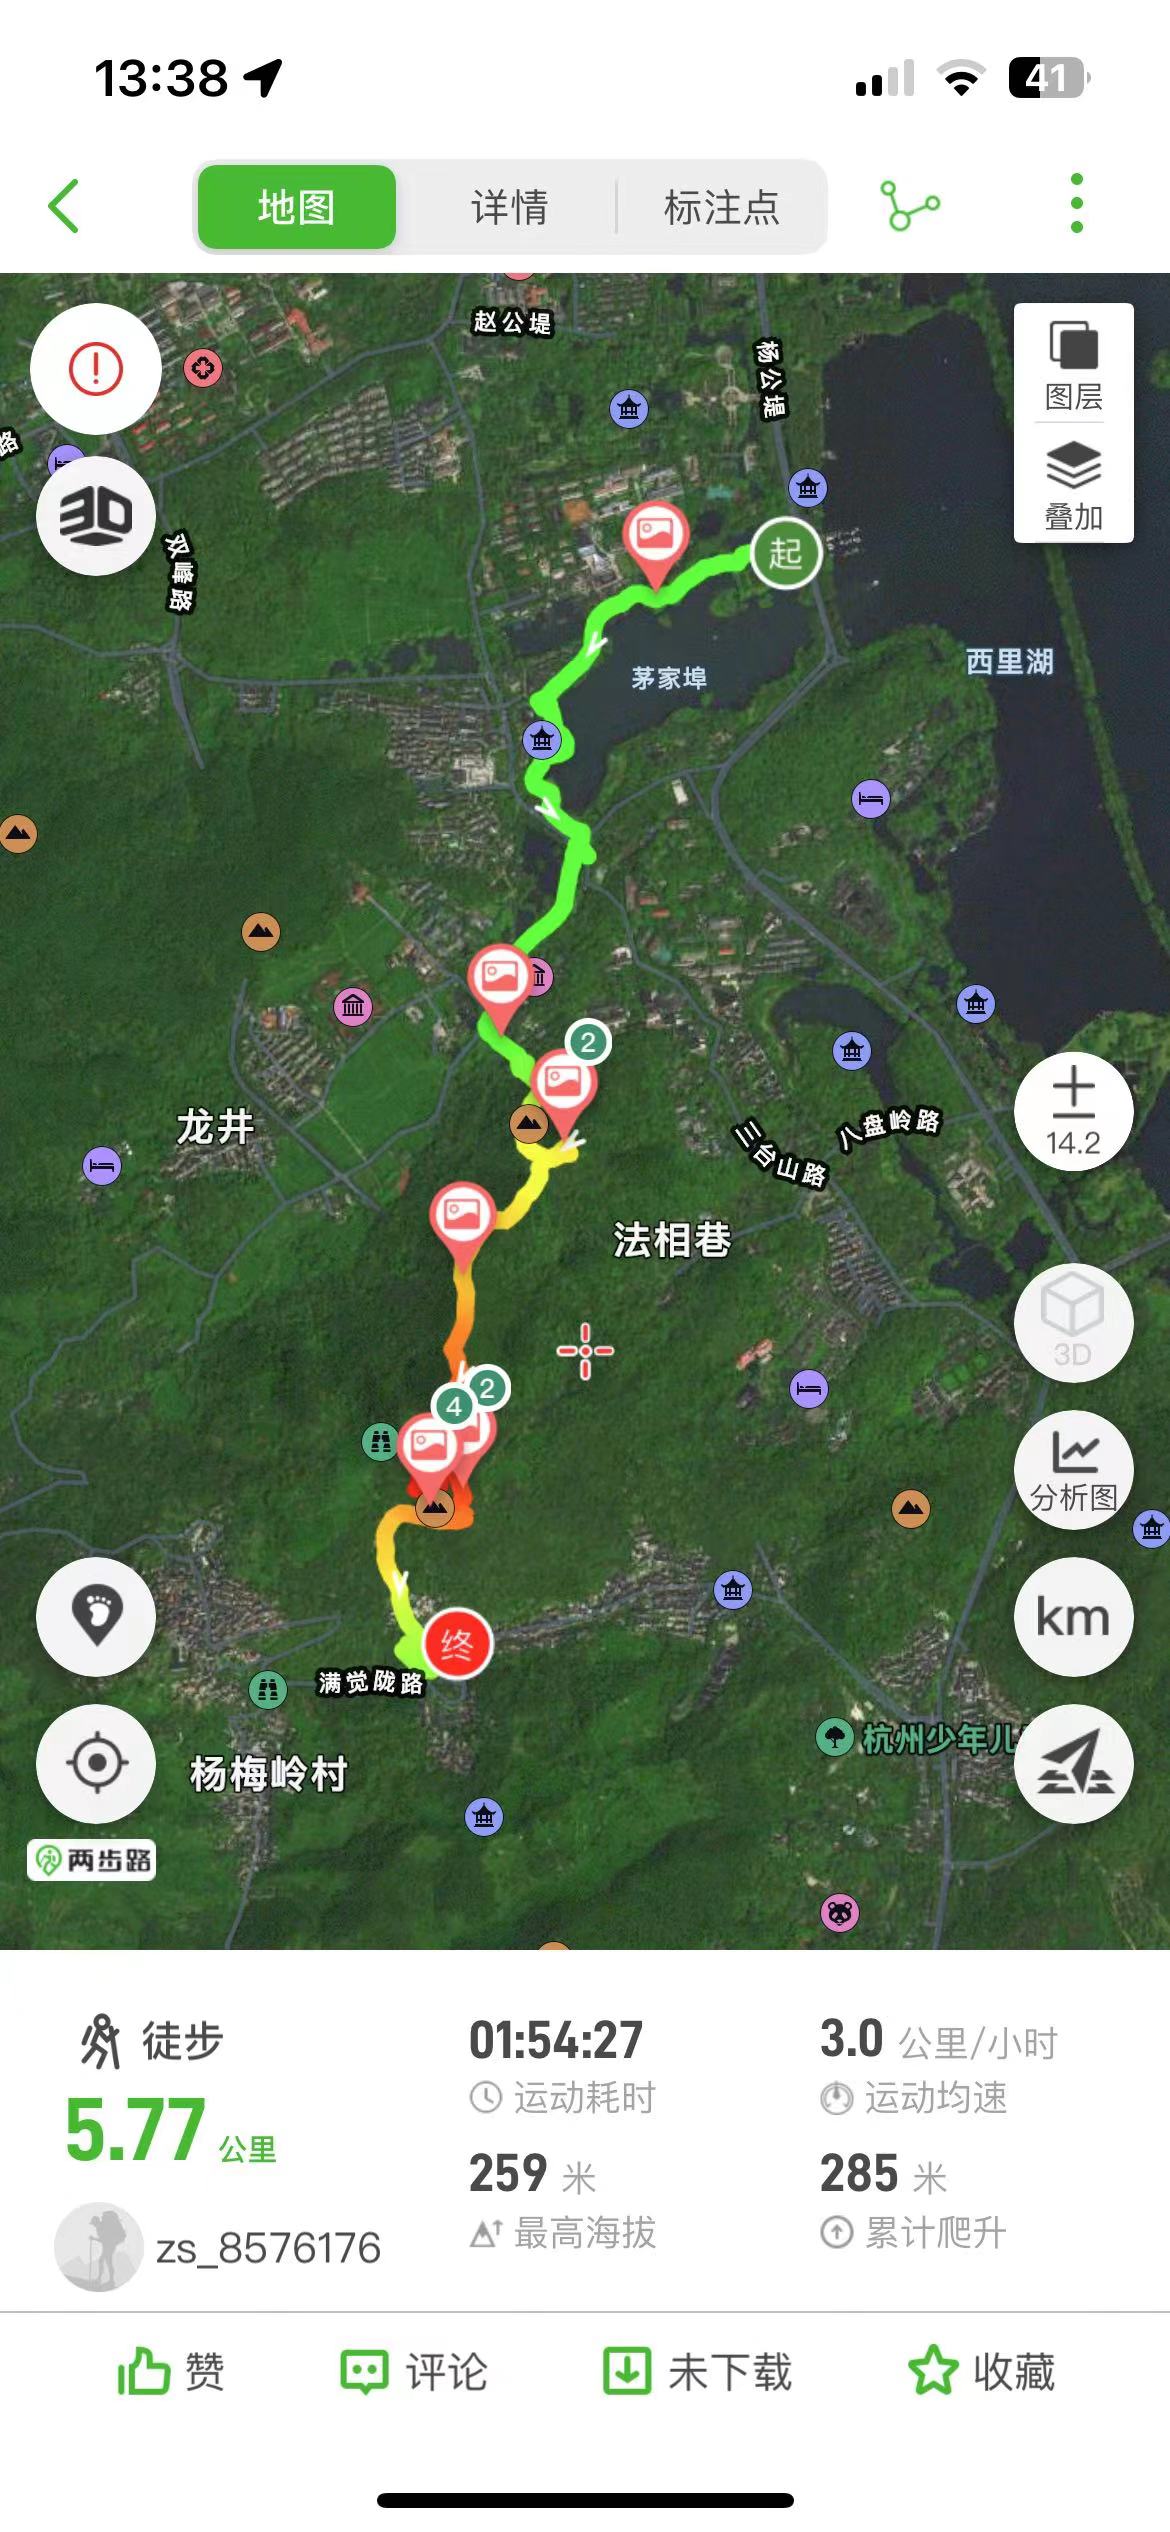 13:38
41
地图
详情
标注点
赵公堤
杨公堤
图层
叠加
3D
路
双峰路
起
茅家埠
西里湖
2
龙井
三台山路
八盘岭路
14.2
法相巷
3D
2
4
分析图
终
km
满觉陇路
杭州少年儿
杨梅岭村
两步路
徒步
01:54:27
3.0 公里/小时
运动耗时
运动均速
5.77 公里
259 米
285 米
最高海拔
累计爬升
zs_8576176
赞
评论
未下载
收藏